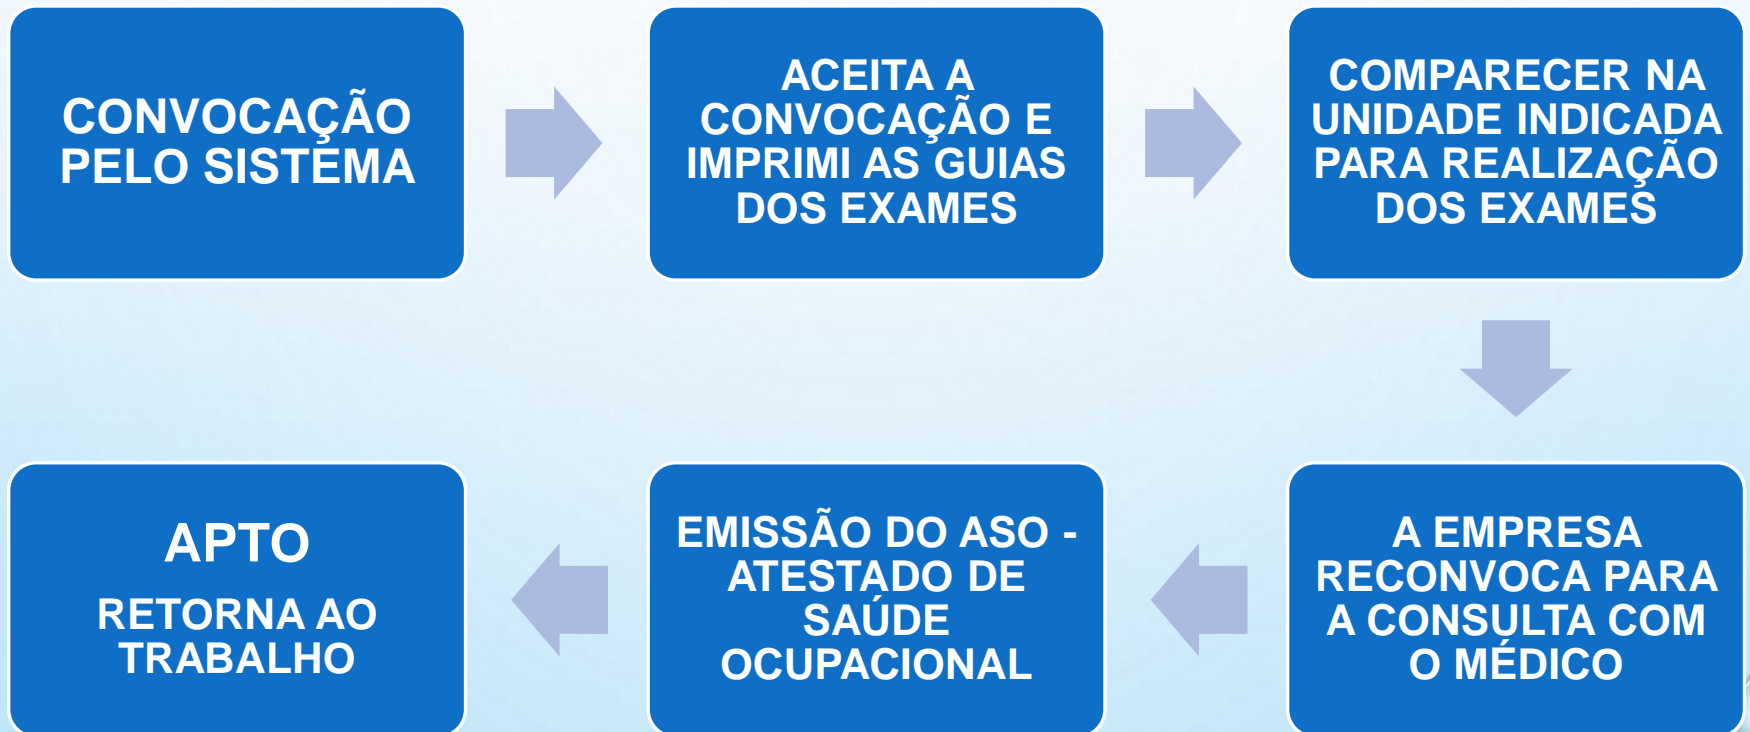 CONVOCAÇÃO
PELO SISTEMA
ACEITA A
CONVOCAÇÃO E
IMPRIMI AS GUIAS
DOS EXAMES
COMPARECER NA
UNIDADE INDICADA
PARA REALIZAÇÃO
DOS EXAMES
A EMPRESA
RECONVOCA PARA
A CONSULTA COM
O MÉDICO
EMISSÃO DO ASO -
ATESTADO DE
SAÚDE
OCUPACIONAL
APTO
RETORNA AO
TRABALHO